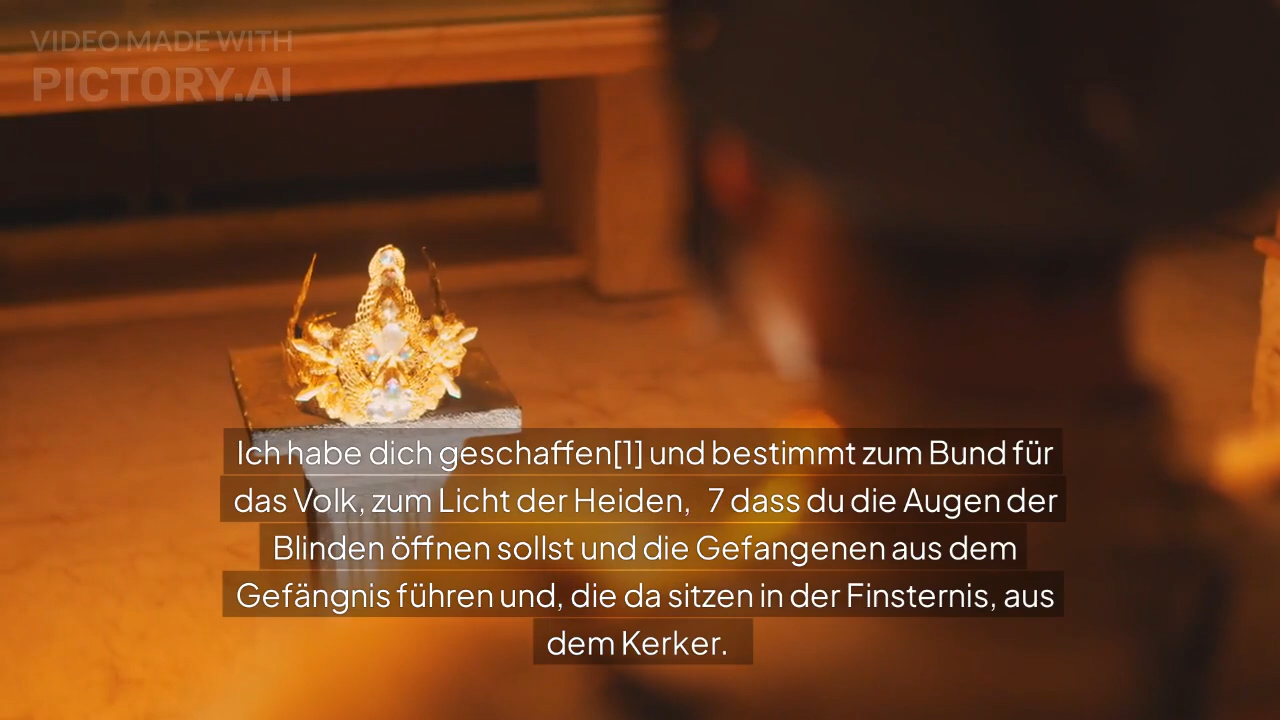 VIDEO MADE WITH
PICTORY.AI
Ich habe dich geschaffen[1] und bestimmt zum Bund für
das Volk, zum Licht der Heiden,   7 dass du die Augen der
Blinden öffnen sollst und die Gefangenen aus dem
Gefängnis führen und, die da sitzen in der Finsternis, aus
dem Kerker.